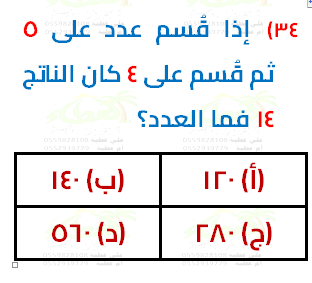 ٣٤) إذا قُسم عدد على ٥
ثم قُسم على ٤ كان الناتج
١٤ فما العدد؟
(أ) ١٢٠ (ب) ١٤٠
(ج) ٢٨٠ (د) ٥٦٠